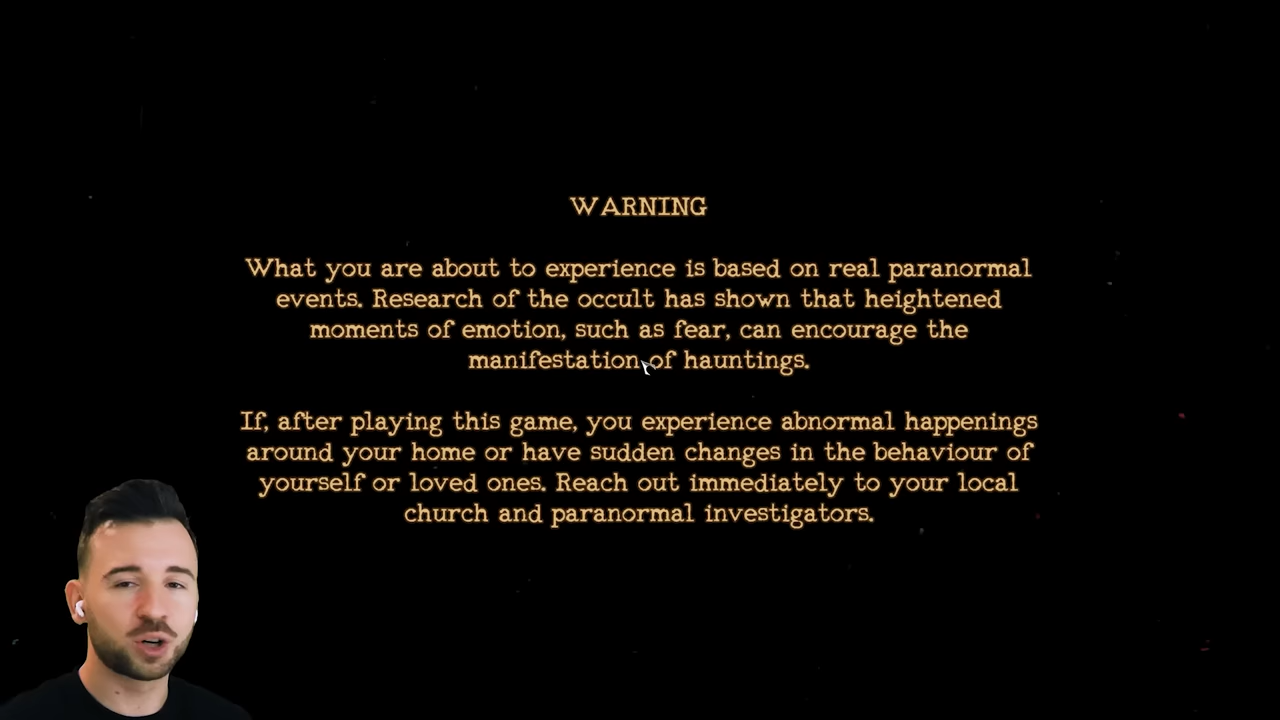 WARNING
What you are about to experience is based on real paranormal
events. Research of the occult has shown that heightened
moments of emotion, such as fear, can encourage the
manifestation of hauntings.
If, after playing this game, you experience abnormal happenings
around your home or have sudden changes in the behaviour of
yourself or loved ones. Reach out immediately to your local
church and paranormal investigators.